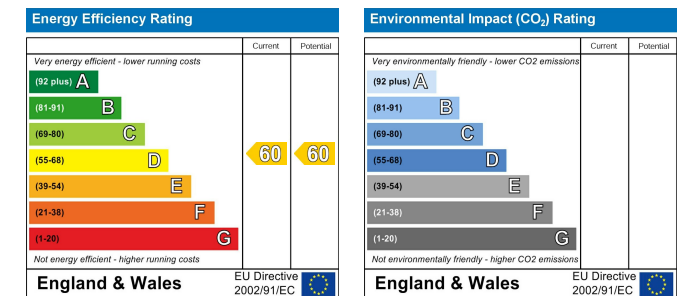 Energy Efficiency Rating
Current Potential
Very energy efficient - lower running costs
(92 plus) A
(81-91) B
(69-80) C
(55-68) D
60 60
(39-54) E
(21-38) F
(1-20) G
Not energy efficient - higher running costs
England & Wales
EU Directive
2002/91/EC
Environmental Impact (CO2) Rating
Current Potential
Very environmentally friendly - lower CO2 emissions
(92 plus) A
(81-91) B
(69-80) C
(55-68) D
(39-54) E
(21-38) F
(1-20) G
Not environmentally friendly - higher CO2 emissions
England & Wales
EU Directive
2002/91/EC